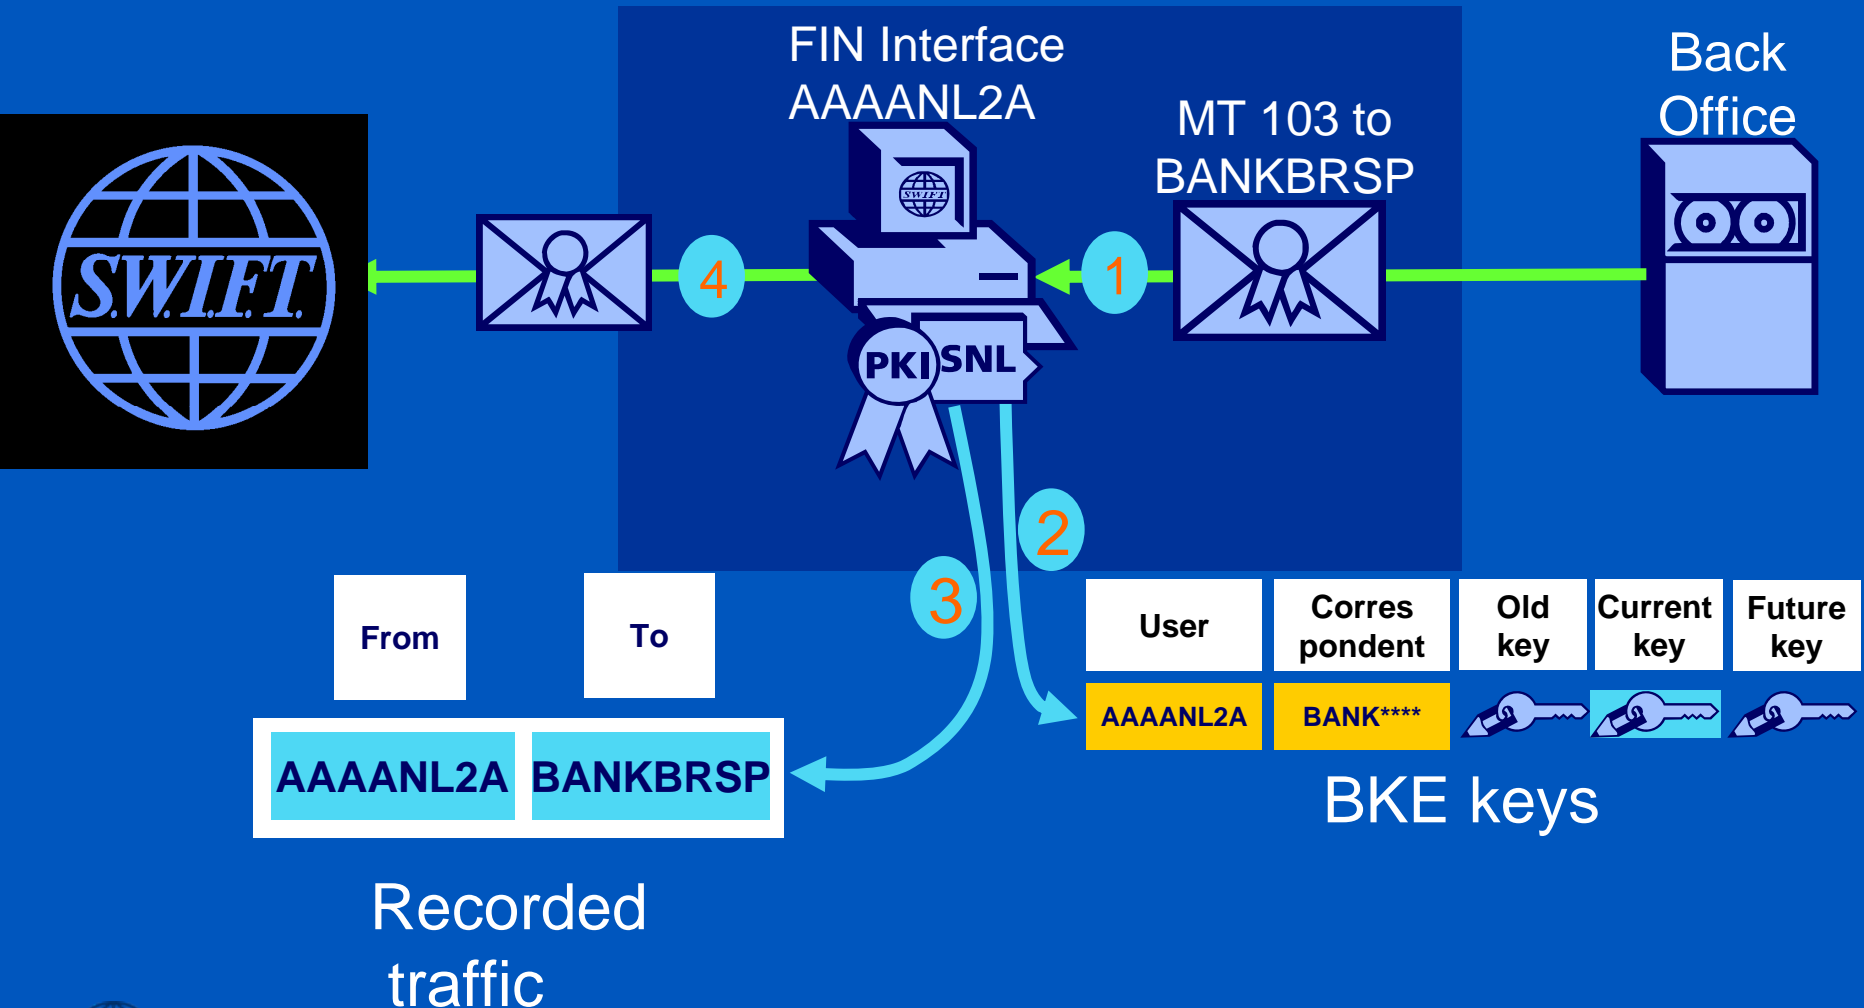 FIN Interface
AAAANL2A
Back
Office
MT 103 to
BANKBRSP
S.W.I.F.T.
SWIFT
4
1
PKI
SNL
2
3
From
To
AAAANL2A
BANKBRSP
Recorded
traffic
User
Corres
pondent
Old
key
Current
key
Future
key
AAAANL2A
BANK****
BKE keys